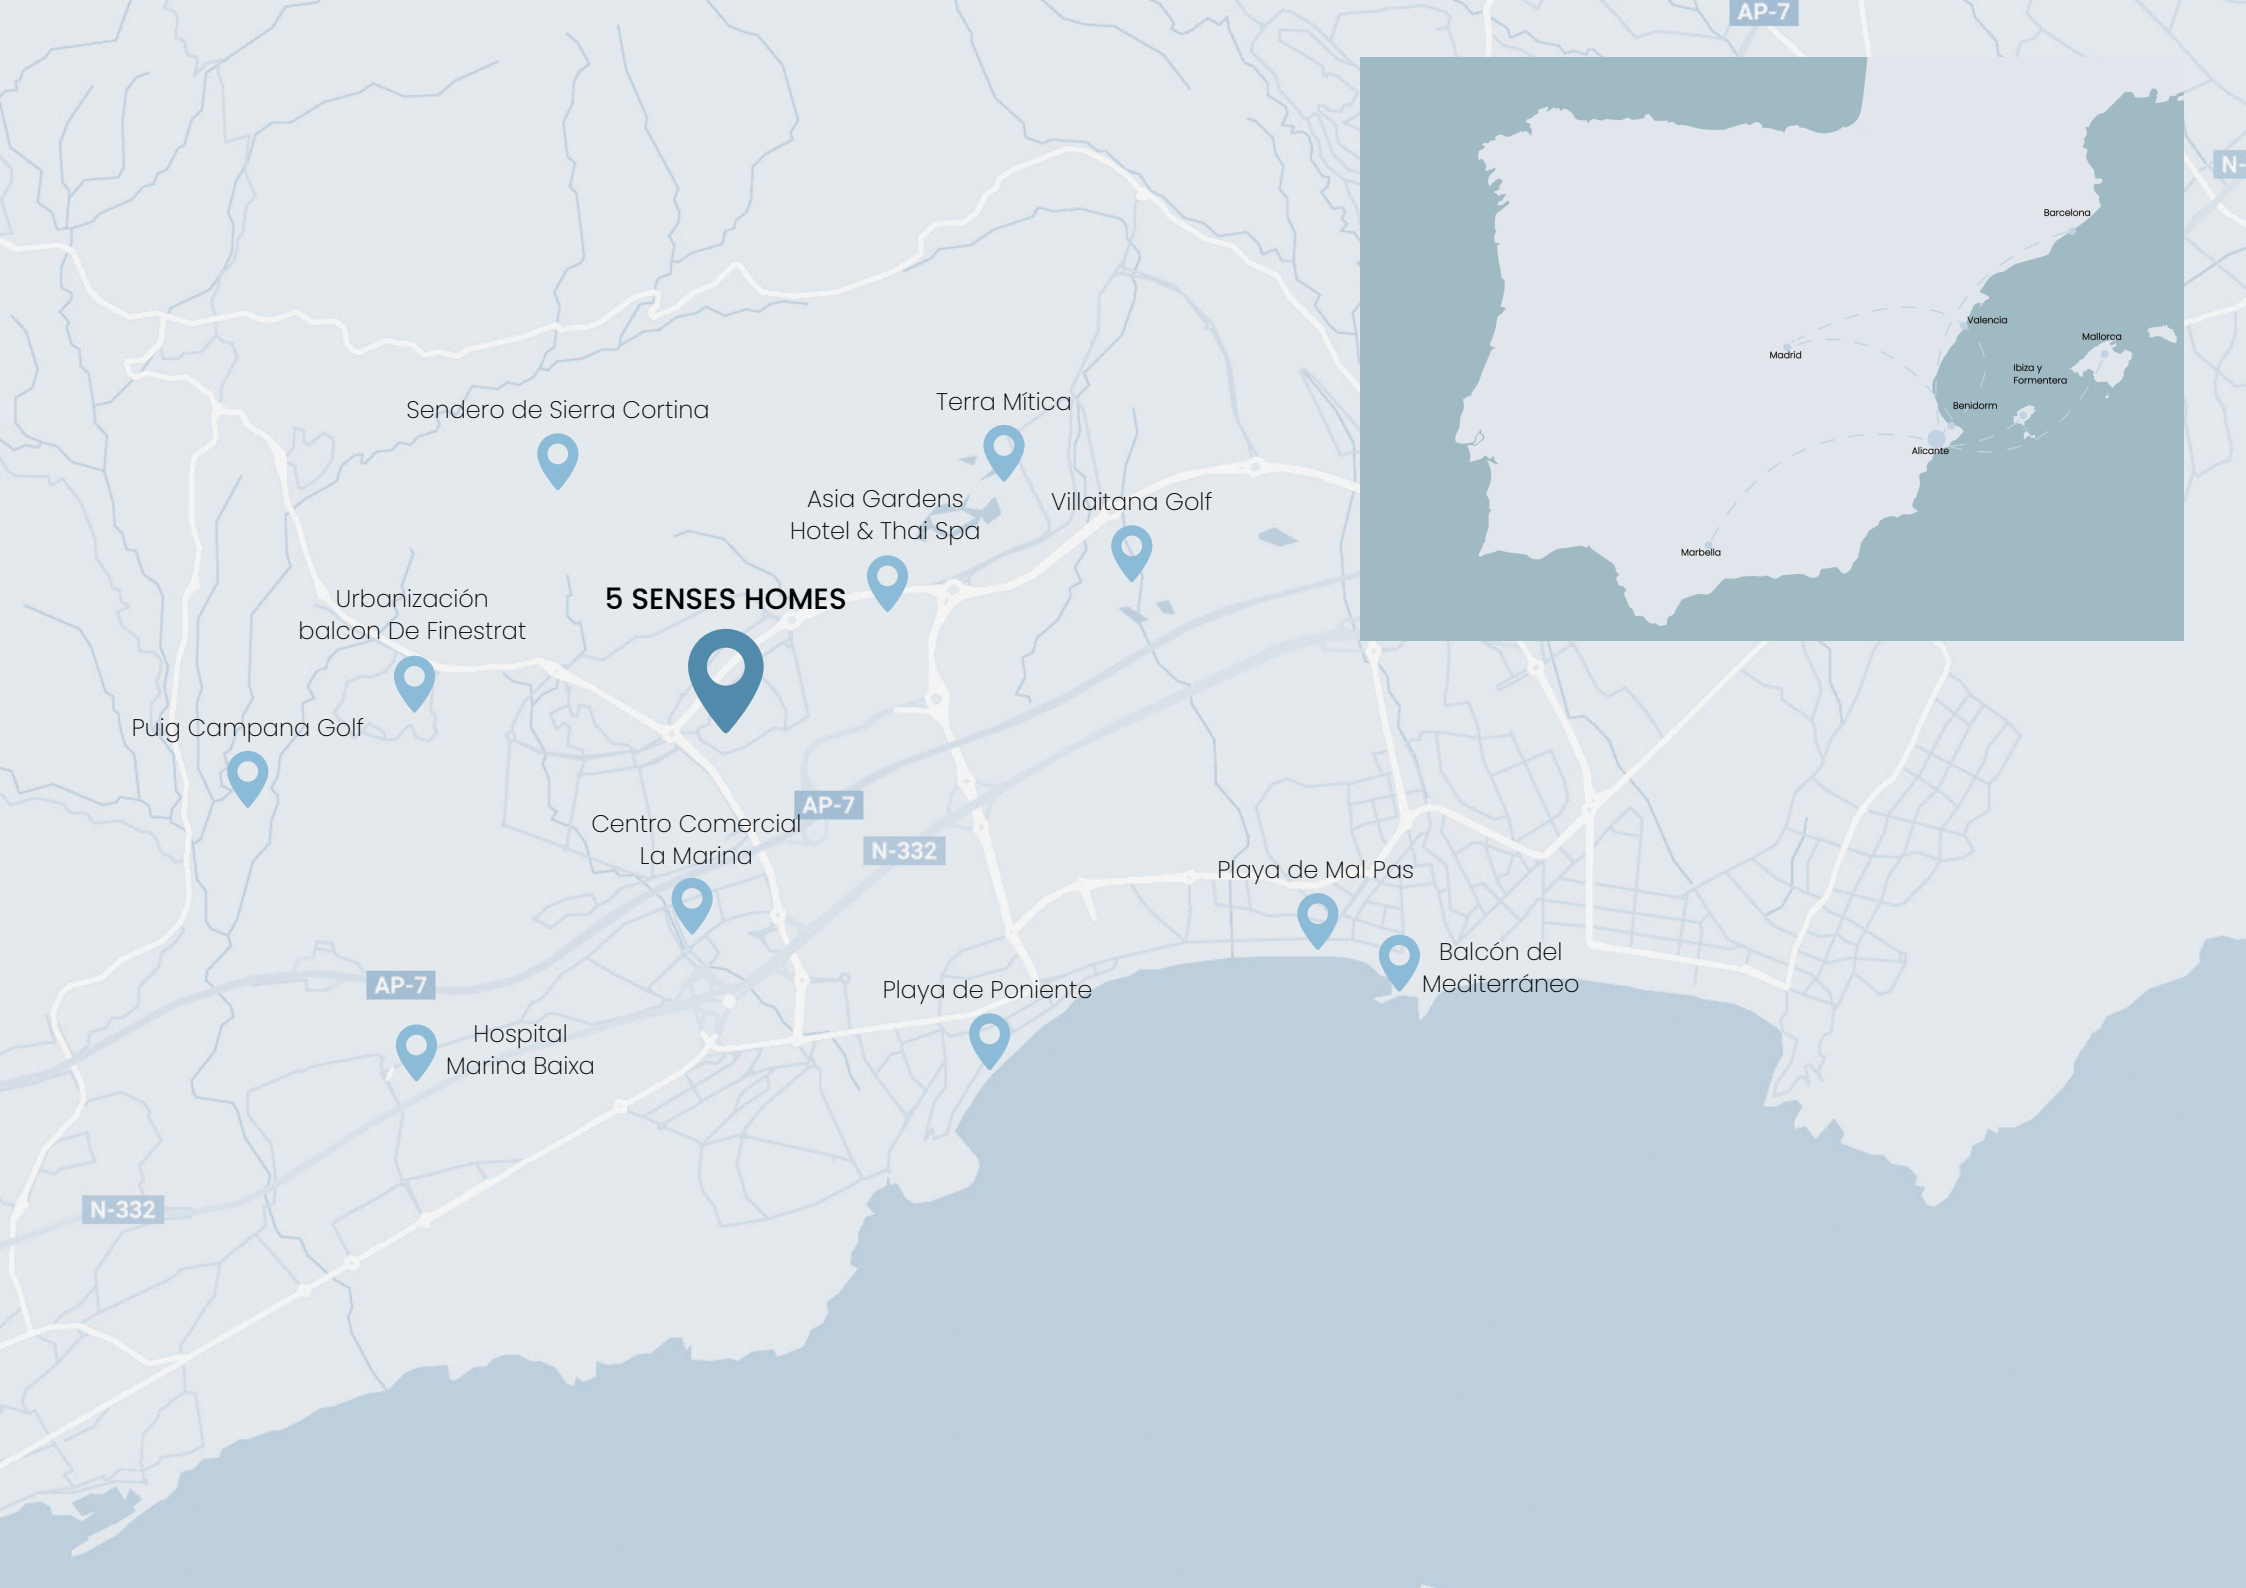 AP-7
N-
Barcelona
Valencia
Mallorca
Madrid
Ibiza y
Formentera
Benidorm
Alicante
Marbella
Sendero de Sierra Cortina
Terra Mítica
Asia Gardens
Hotel & Thai Spa
Villaitana Golf
5 SENSES HOMES
Urbanización
balcon De Finestrat
Puig Campana Golf
AP-7
Centro Comercial
La Marina
N-332
Playa de Mal Pas
Balcón del
Mediterráneo
AP-7
Playa de Poniente
Hospital
Marina Baixa
N-332